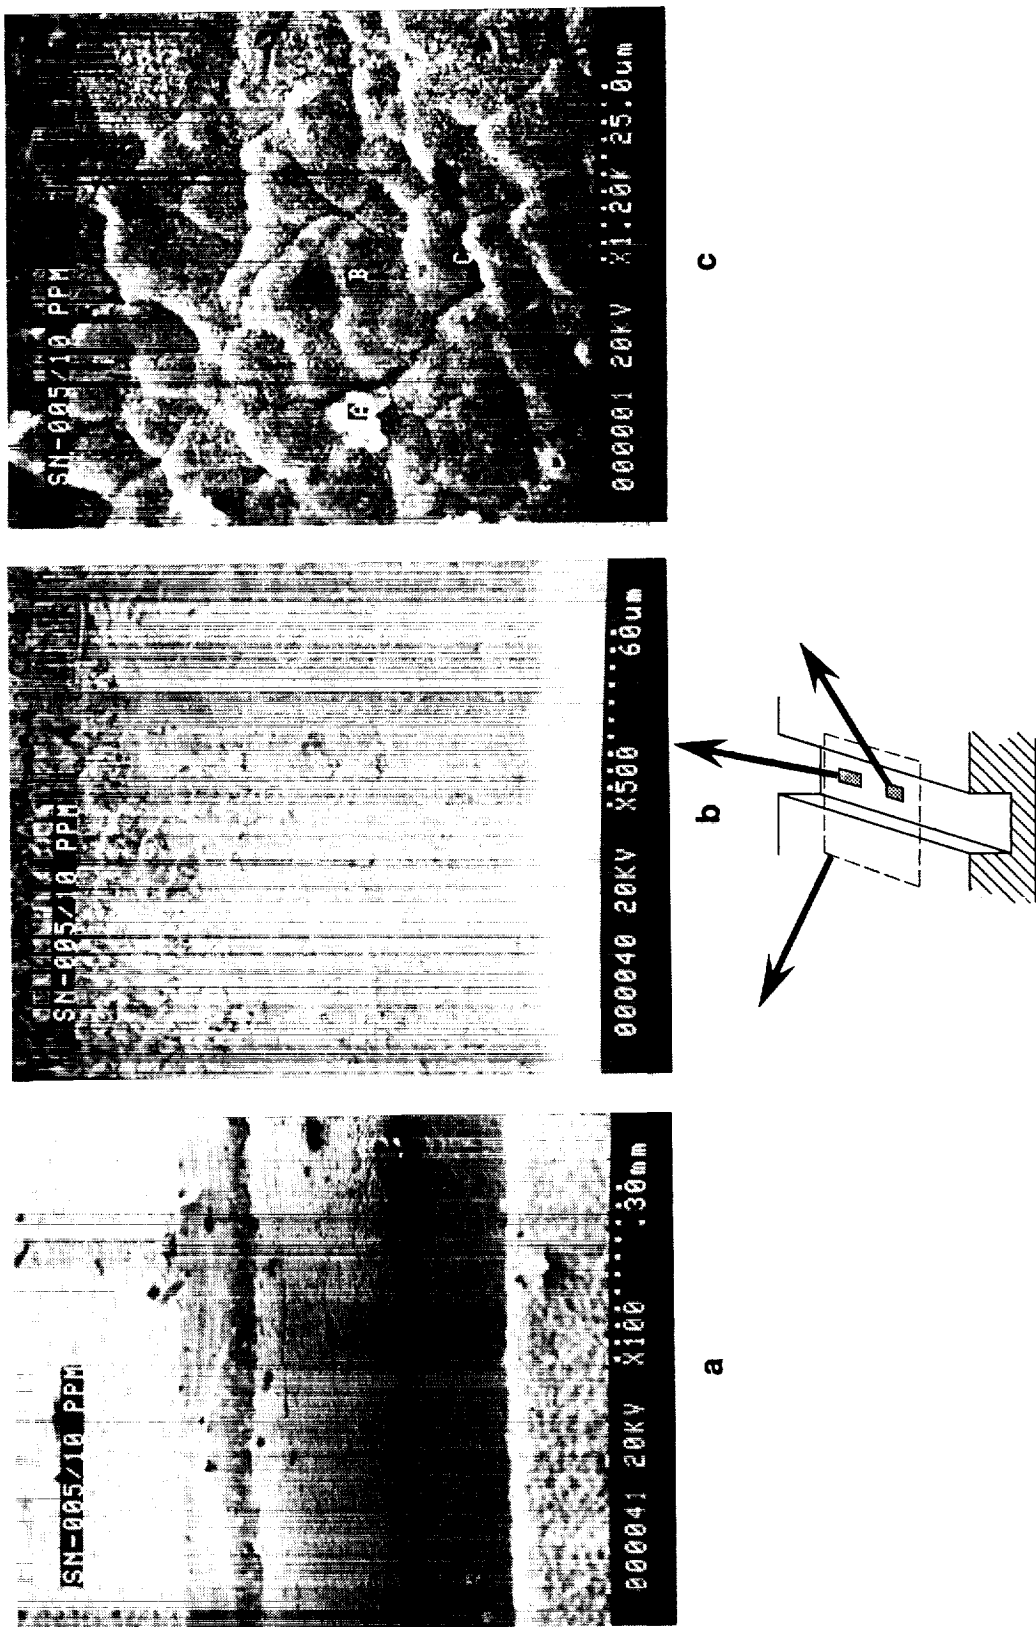 SN-005/10 PPM
000041 20KV X100 .30mm
a
SN-005/10 PPM
000040 20KV X500 60um
b
SN-005/10 PPM
A
B
C
000001 20KV X1.20K 25.0um
c